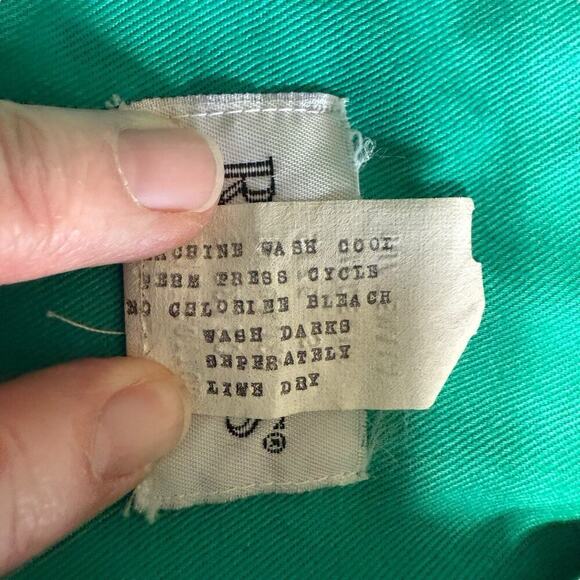 R
MACHINE WASH COOL
PERM PRESS CYCLE
NO CHLORINE BLEACH
WASH DARKS
SEPERATELY
LINE DRY
®